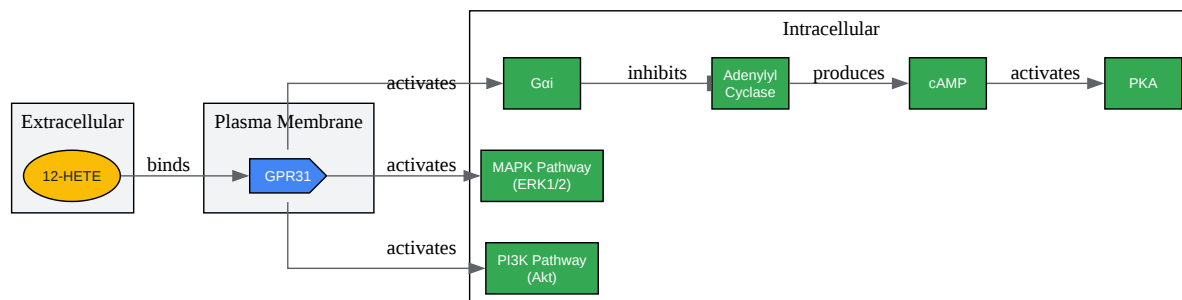 Intracellular
activates
Gαi
inhibits
Adenylyl
Cyclase
produces
cAMP
activates
PKA
Extracellular
Plasma Membrane
12-HETE
binds
GPR31
activates
MAPK Pathway
(ERK1/2)
activates
PI3K Pathway
(Akt)